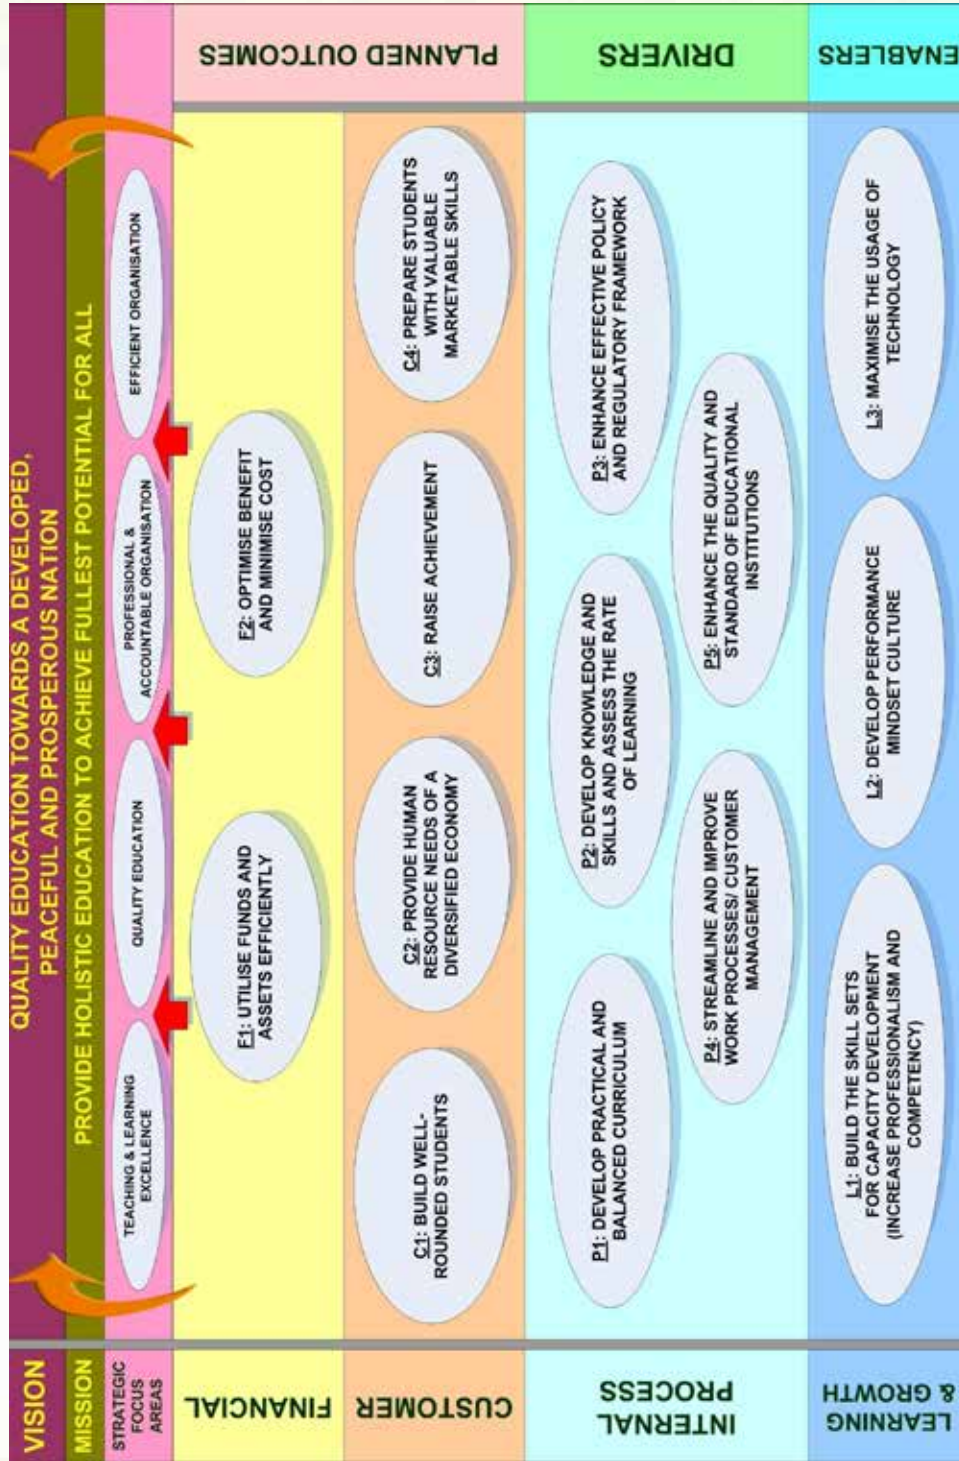 VISION
QUALITY EDUCATION TOWARDS A DEVELOPED,
PEACEFUL AND PROSPEROUS NATION
MISSION
PROVIDE HOLISTIC EDUCATION TO ACHIEVE FULLEST POTENTIAL FOR ALL
STRATEGIC
FOCUS
AREAS
TEACHING & LEARNING
EXCELLENCE
QUALITY EDUCATION
PROFESSIONAL &
ACCOUNTABLE ORGANISATION
EFFICIENT ORGANISATION
FINANCIAL
F1: UTILISE FUNDS AND
ASSETS EFFICIENTLY
F2: OPTIMISE BENEFIT
AND MINIMISE COST
PLANNED OUTCOMES
CUSTOMER
C1: BUILD WELL-
ROUNDED STUDENTS
C2: PROVIDE HUMAN
RESOURCE NEEDS OF A
DIVERSIFIED ECONOMY
C3: RAISE ACHIEVEMENT
C4: PREPARE STUDENTS
WITH VALUABLE
MARKETABLE SKILLS
INTERNAL
PROCESS
P1: DEVELOP PRACTICAL AND
BALANCED CURRICULUM
P2: DEVELOP KNOWLEDGE AND
SKILLS AND ASSESS THE RATE
OF LEARNING
P3: ENHANCE EFFECTIVE POLICY
AND REGULATORY FRAMEWORK
P4: STREAMLINE AND IMPROVE
WORK PROCESSES/ CUSTOMER
MANAGEMENT
P5: ENHANCE THE QUALITY AND
STANDARD OF EDUCATIONAL
INSTITUTIONS
DRIVERS
LEARNING
& GROWTH
L1: BUILD THE SKILL SETS
FOR CAPACITY DEVELOPMENT
(INCREASE PROFESSIONALISM AND
COMPETENCY)
L2: DEVELOP PERFORMANCE
MINDSET CULTURE
L3: MAXIMISE THE USAGE OF
TECHNOLOGY
ENABLERS